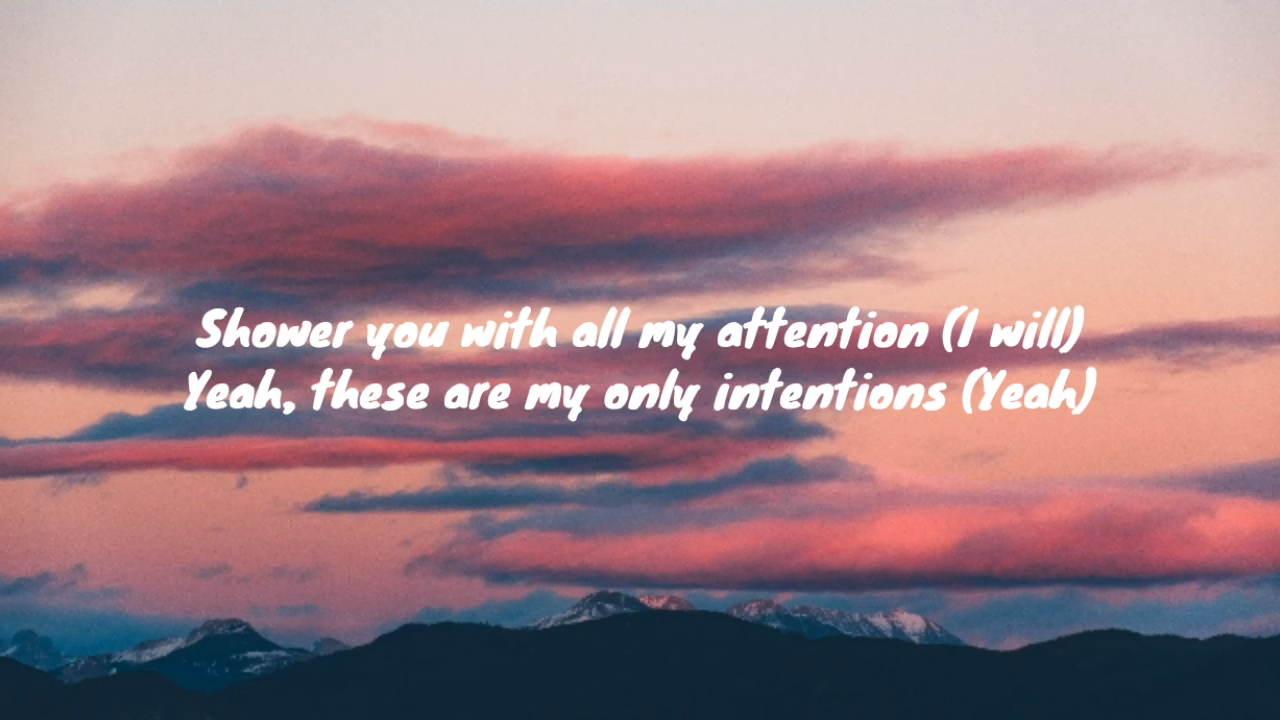 Shower you with all my attention (I will)
Yeah, these are my only intentions (Yeah)